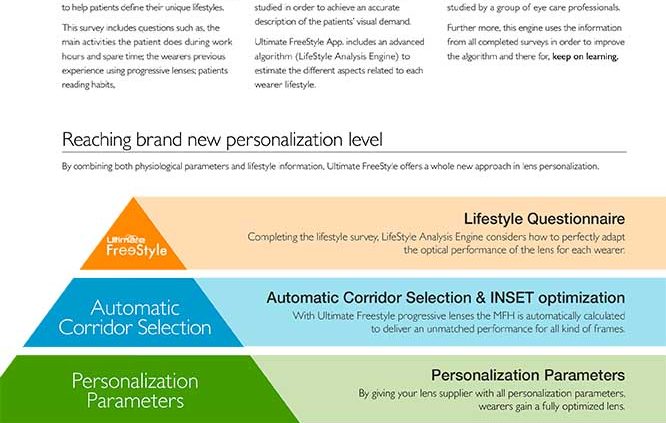 to help patients define their unique lifestyles.
This survey includes questions such as, the
main activities the patient does during work
hours and spare time; the wearers previous
experience using progressive lenses; patients
reading habits,
studied in order to achieve an accurate
description of the patients' visual demand.
Ultimate FreeStyle App. includes an advanced
algorithm (LifeStyle Analysis Engine) to
estimate the different aspects related to each
wearer lifestyle.
studied by a group of eye care professionals.
Further more, this engine uses the information
from all completed surveys in order to improve
the algorithm and there for, keep on learning.
Reaching brand new personalization level
By combining both physiological parameters and lifestyle information, Ultimate FreeStyle offers a whole new approach in lens personalization.
Ultimate
FreeStyle
Lifestyle Questionnaire
Completing the lifestyle survey, LifeStyle Analysis Engine considers how to perfectly adapt
the optical performance of the lens for each wearer.
Automatic
Corridor Selection
Automatic Corridor Selection & INSET optimization
With Ultimate Freestyle progressive lenses the MFH is automatically calculated
to deliver an unmatched performance for all kind of frames.
Personalization
Parameters
Personalization Parameters
By giving your lens supplier with all personalization parameters,
wearers gain a fully optimized lens.